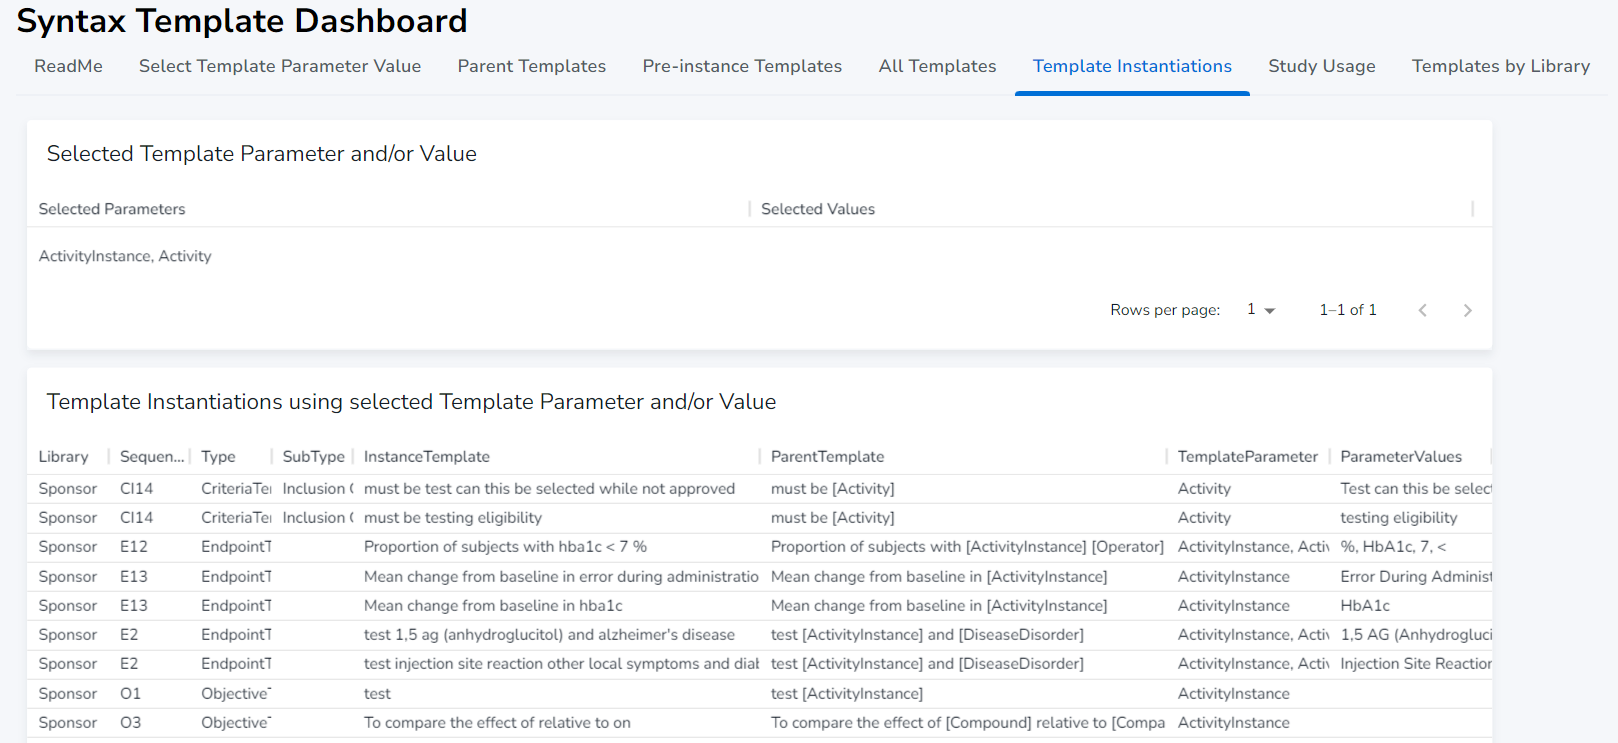 Syntax Template Dashboard
ReadMe Select Template Parameter Value Parent Templates Pre-instance Templates All Templates Template Instantiations Study Usage Templates by Library
Selected Template Parameter and/or Value
Selected Parameters Selected Values
ActivityInstance, Activity
Rows per page: 1 1–1 of 1
Template Instantiations using selected Template Parameter and/or Value
Library Sequen... Type SubType InstanceTemplate ParentTemplate TemplateParameter ParameterValues
Sponsor CI14 CriteriaTe Inclusion C must be test can this be selected while not approved must be [Activity] Activity Test can this be select
Sponsor CI14 CriteriaTe Inclusion C must be testing eligibility must be [Activity] Activity testing eligibility
Sponsor E12 EndpointT Proportion of subjects with hba1c < 7 % Proportion of subjects with [ActivityInstance] [Operator] ActivityInstance, Activ %, HbA1c, 7, <
Sponsor E13 EndpointT Mean change from baseline in error during administratio Mean change from baseline in [ActivityInstance] ActivityInstance Error During Administ
Sponsor E13 EndpointT Mean change from baseline in hba1c Mean change from baseline in [ActivityInstance] ActivityInstance HbA1c
Sponsor E2 EndpointT test 1,5 ag (anhydroglucitol) and alzheimer's disease test [ActivityInstance] and [DiseaseDisorder] ActivityInstance, Activ 1,5 AG (Anhydrogluci
Sponsor E2 EndpointT test injection site reaction other local symptoms and diab test [ActivityInstance] and [DiseaseDisorder] ActivityInstance, Activ Injection Site Reaction
Sponsor O1 Objective test test [ActivityInstance] ActivityInstance
Sponsor O3 Objective To compare the effect of relative to on To compare the effect of [Compound] relative to [Compa ActivityInstance